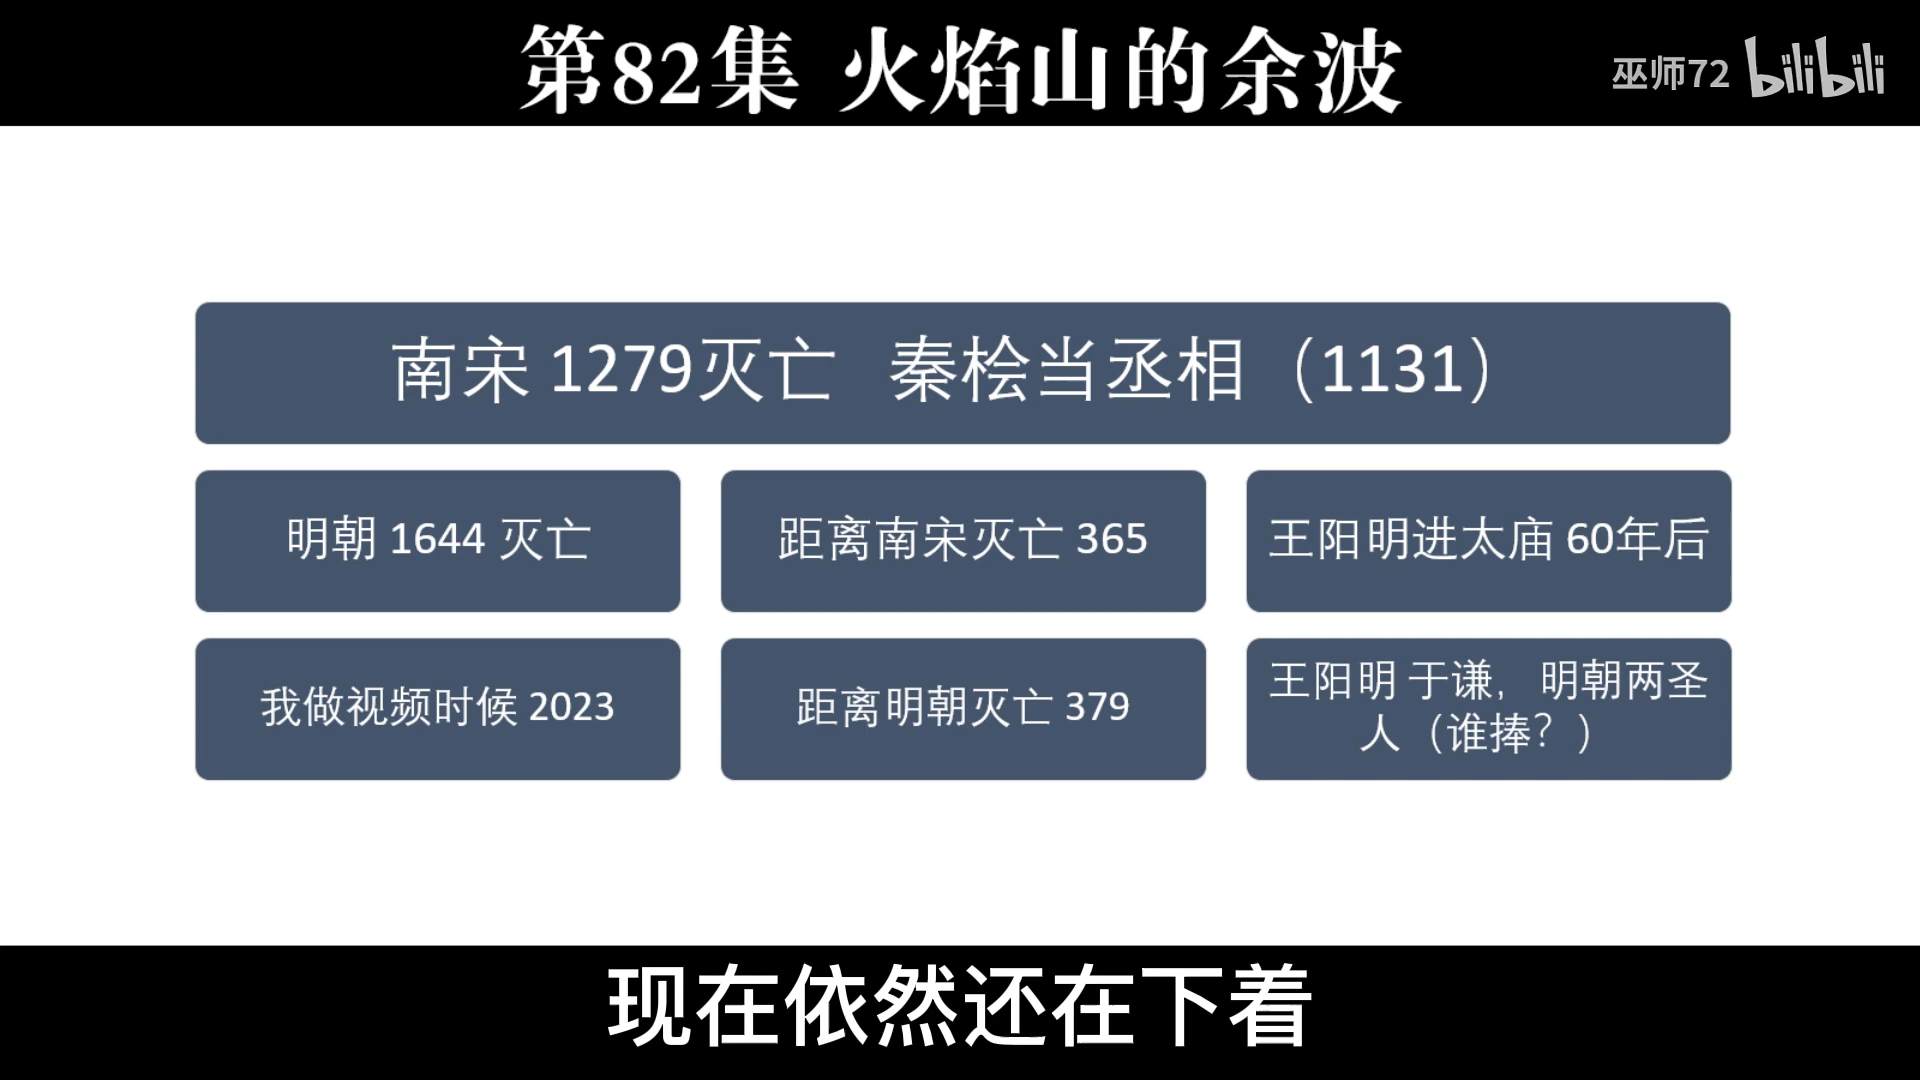 第82集 火焰山的余波
巫师72 bilibili
南宋 1279灭亡 秦桧当丞相（1131）
明朝 1644 灭亡
距离南宋灭亡 365
王阳明进太庙 60年后
我做视频时候 2023
距离明朝灭亡 379
王阳明 于谦，明朝两圣
人（谁捧？）
现在依然还在下着